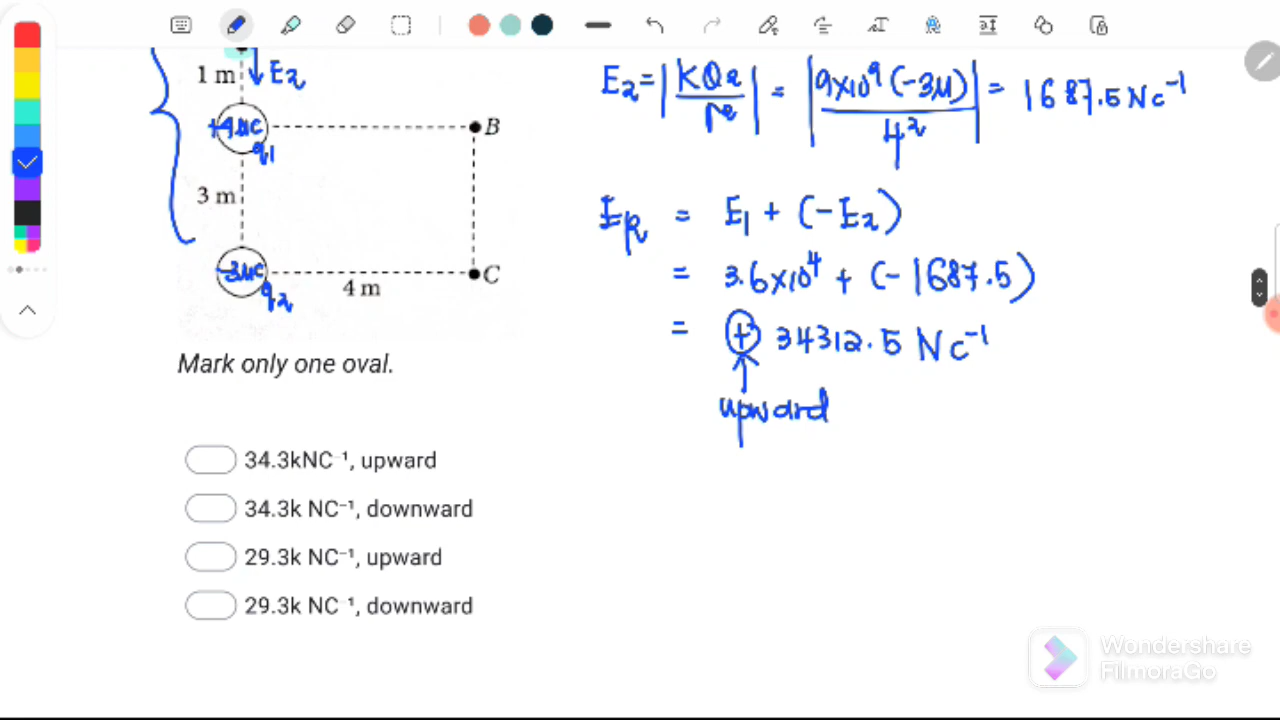 1 m
E2
+4μC
q1
B
3 m
-3μC
q2
4 m
C
Mark only one oval.
34.3kNC⁻¹, upward
34.3k NC⁻¹, downward
29.3k NC⁻¹, upward
29.3k NC⁻¹, downward
E2 = |KQ2/r²| = |9×10⁹(-3μ)/4²| = 1687.5 Nc⁻¹
ER = E1 + (-E2)
= 3.6×10⁴ + (-1687.5)
= + 34312.5 Nc⁻¹
upward
Wondershare
FilmoraGo